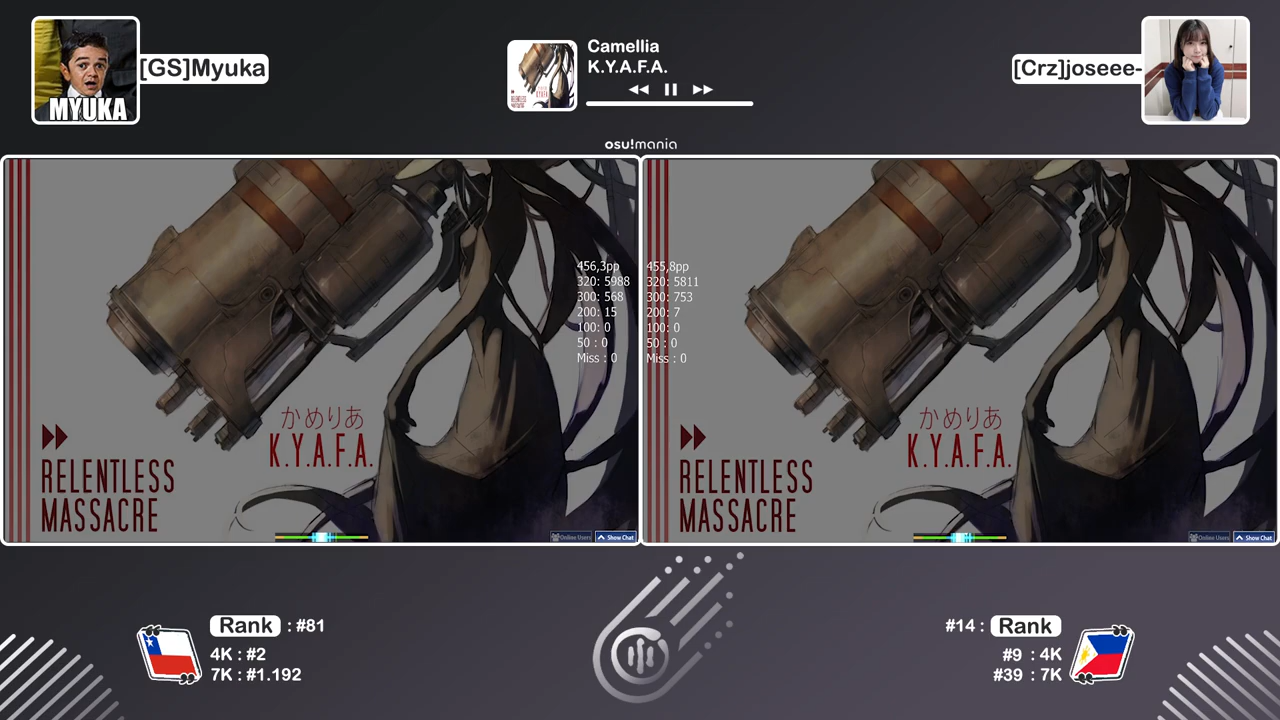 MYUKA
[GS]Myuka
Camellia
K.Y.A.F.A.
[Crz]joseee-
osu!mania
456,3pp
320: 5988
300: 568
200: 15
100: 0
50 : 0
Miss : 0
455,8pp
320: 5811
300: 753
200: 7
100: 0
50 : 0
Miss : 0
かめりあ
K.Y.A.F.A.
RELENTLESS
MASSACRE
Online Users
Show Chat
かめりあ
K.Y.A.F.A.
RELENTLESS
MASSACRE
Online Users
Show Chat
Rank : #81
4K : #2
7K : #1.192
#14 : Rank
#9 : 4K
#39 : 7K